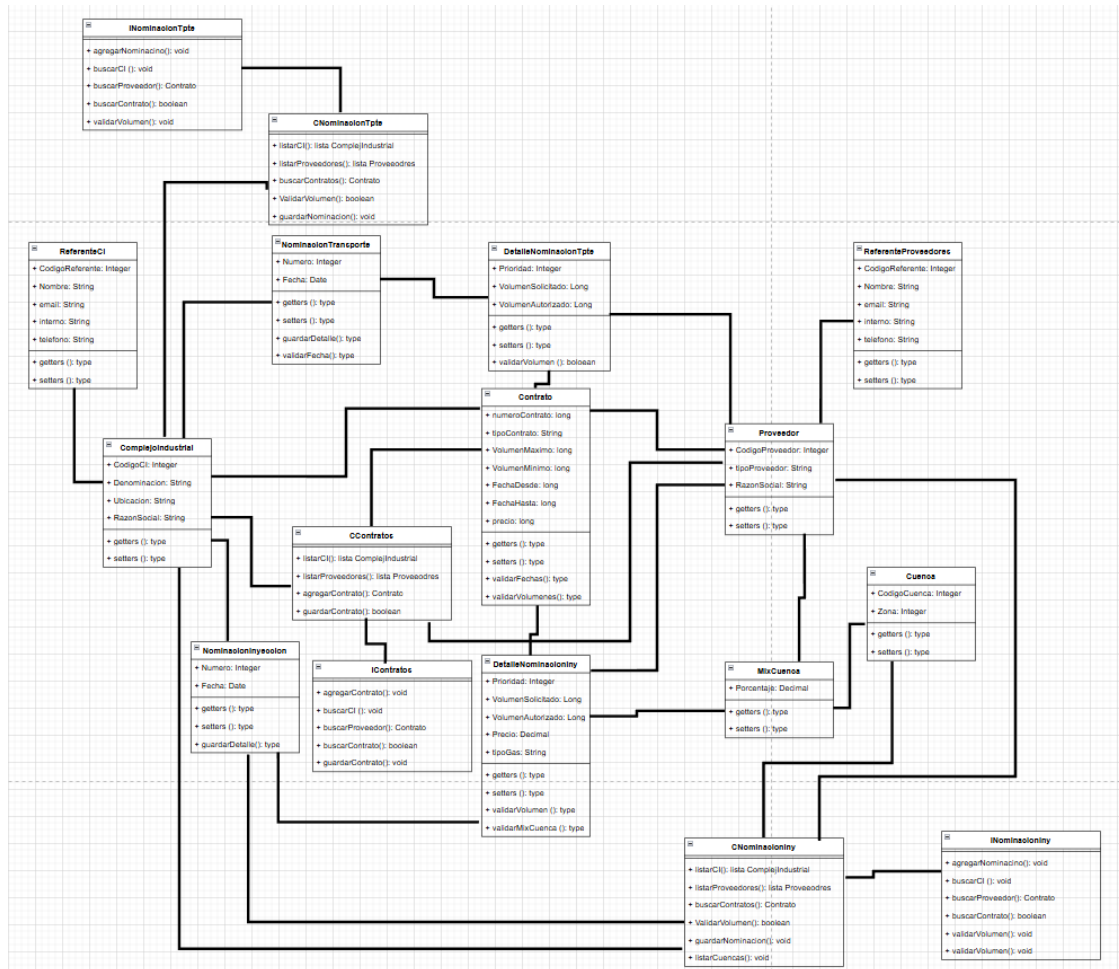 INominacionTpte
+ agregarNominacino(): void
+ buscarCI (): void
+ buscarProveedor(): Contrato
+ buscarContrato(): boolean
+ validarVolumen(): void
CNominacionTpte
+ listarCI(): lista ComplejIndustrial
+ listarProveedores(): lista Proveeodres
+ buscarContratos(): Contrato
+ ValidarVolumen(): boolean
+ guardarNominacion(): void
ReferenteCI
+ CodigoReferente: Integer
+ Nombre: String
+ email: String
+ interno: String
+ telefono: String
+ getters (): type
+ setters (): type
NominacionTransporte
+ Numero: Integer
+ Fecha: Date
+ getters (): type
+ setters (): type
+ guardarDetalle(): type
+ validarFecha(): type
DetalleNominacionTpte
+ Prioridad: Integer
+ VolumenSolicitado: Long
+ VolumenAutorizado: Long
+ getters (): type
+ setters (): type
+ validarVolumen (): boloean
ReferenteProveedores
+ CodigoReferente: Integer
+ Nombre: String
+ email: String
+ interno: String
+ telefono: String
+ getters (): type
+ setters (): type
Contrato
+ numeroContrato: long
+ tipoContrato: String
+ VolumenMaximo: long
+ VolumenMinimo: long
+ FechaDesde: long
+ FechaHasta: long
+ precio: long
+ getters (): type
+ setters (): type
+ validarFechas(): type
+ validarVolumenes(): type
Proveedor
+ CodigoProveedor: Integer
+ tipoProveedor: String
+ RazonSocial: String
+ getters (): type
+ setters (): type
ComplejoIndustrial
+ CodigoCI: Integer
+ Denominacion: String
+ Ubicacion: String
+ RazonSocial: String
+ getters (): type
+ setters (): type
CContratos
+ listarCI(): lista ComplejIndustrial
+ listarProveedores(): lista Proveeodres
+ agregarContrato(): Contrato
+ guardarContrato(): boolean
Cuenca
+ CodigoCuenca: Integer
+ Zona: Integer
+ getters (): type
+ setters (): type
NominacionInyeccion
+ Numero: Integer
+ Fecha: Date
+ getters (): type
+ setters (): type
+ guardarDetalle(): type
IContratos
+ agregarContrato(): void
+ buscarCI (): void
+ buscarProveedor(): Contrato
+ buscarContrato(): boolean
+ guardarContrato(): void
DetalleNominacionIny
+ Prioridad: Integer
+ VolumenSolicitado: Long
+ VolumenAutorizado: Long
+ Precio: Decimal
+ tipoGas: String
+ getters (): type
+ setters (): type
+ validarVolumen (): type
+ validarMixCuenca (): type
MixCuenca
+ Porcentaje: Decimal
+ getters (): type
+ setters (): type
CNominacionIny
+ listarCI(): lista ComplejIndustrial
+ listarProveedores(): lista Proveeodres
+ buscarContratos(): Contrato
+ ValidarVolumen(): boolean
+ guardarNominacion(): void
+ listarCuencas(): void
INominacionIny
+ agregarNominacino(): void
+ buscarCI (): void
+ buscarProveedor(): Contrato
+ buscarContrato(): boolean
+ validarVolumen(): void
+ validarVolumen(): void